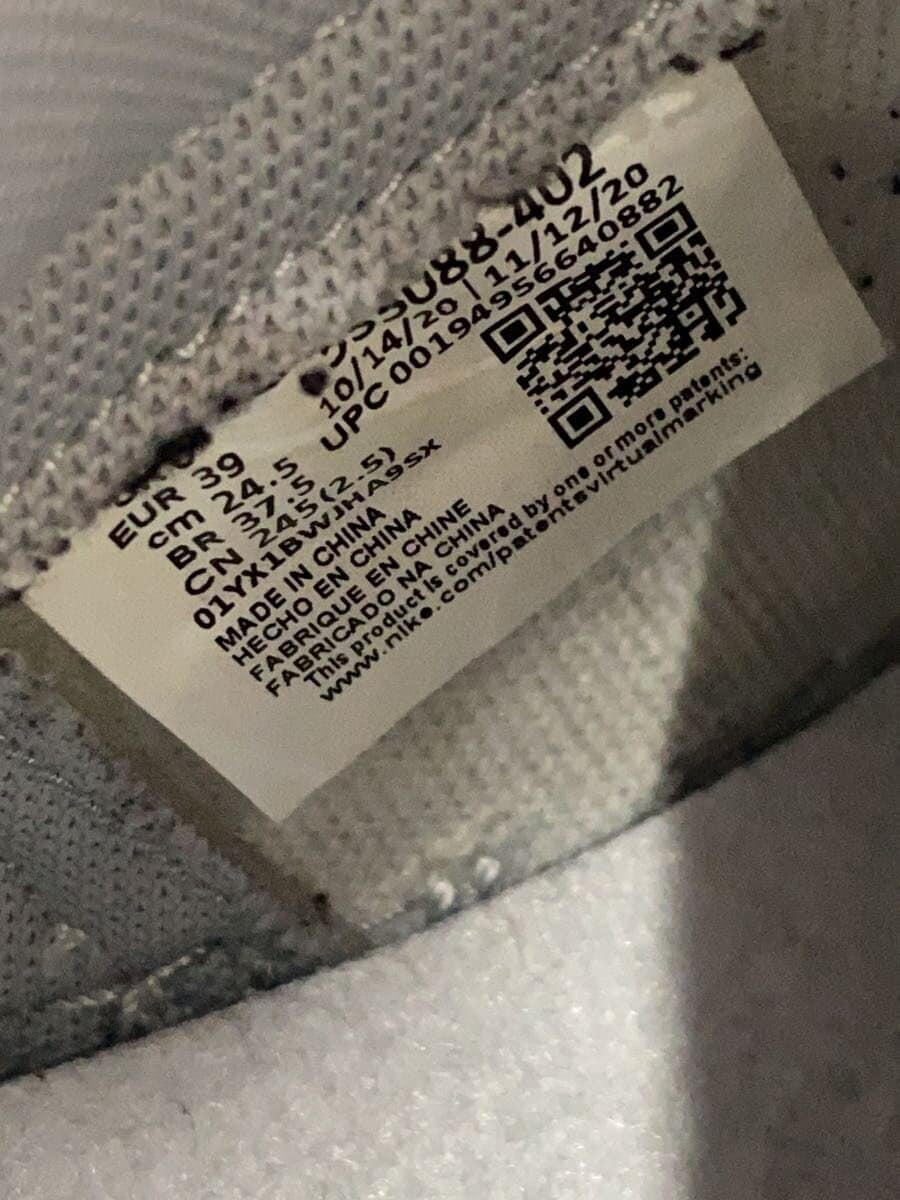 555088-402
10/14/20 | 11/12/20
UPC 00194956640882
EUR 39
cm 24.5
BR 37.5
CN 245(2.5)
01YX1BWJHA9SX
MADE IN CHINA
HECHO EN CHINA
FABRIQUE EN CHINE
FABRICADO NA CHINA
This product is covered by one or more patents:
www.nike.com/patentsvirtualmarking